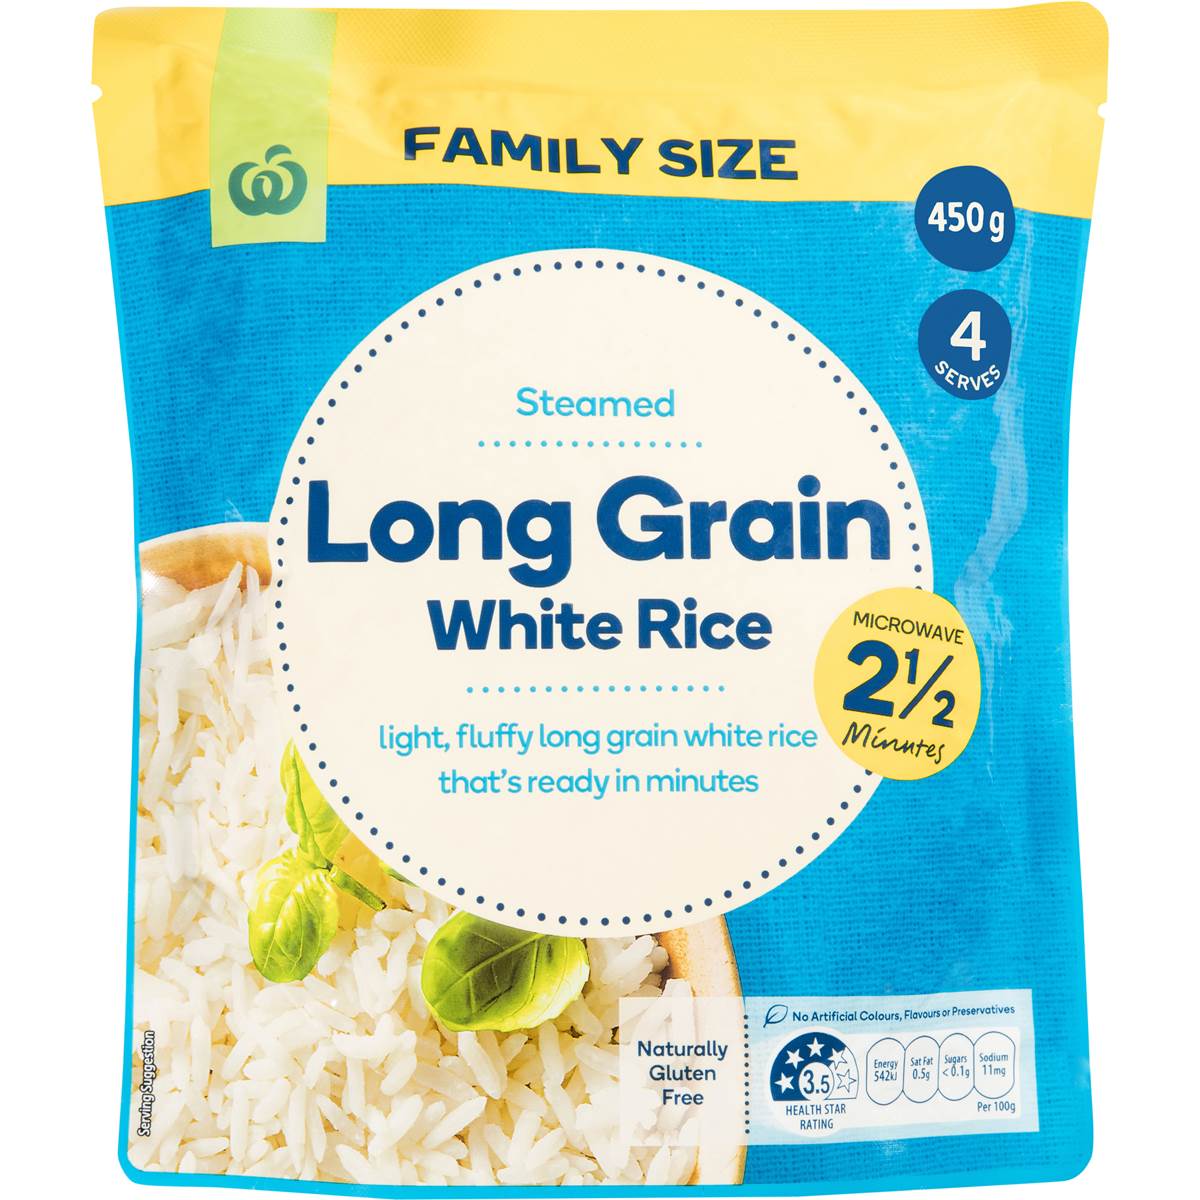 FAMILY SIZE
450g
4
SERVES
Steamed
Long Grain
White Rice
light, fluffy long grain white rice
that's ready in minutes
MICROWAVE
2½
Minutes
No Artificial Colours, Flavours or Preservatives
Naturally
Gluten
Free
3.5
HEALTH STAR
RATING
Energy
542kJ
Sat Fat
0.5g
Sugars
<0.1g
Sodium
11mg
Per 100g
Serving Suggestion